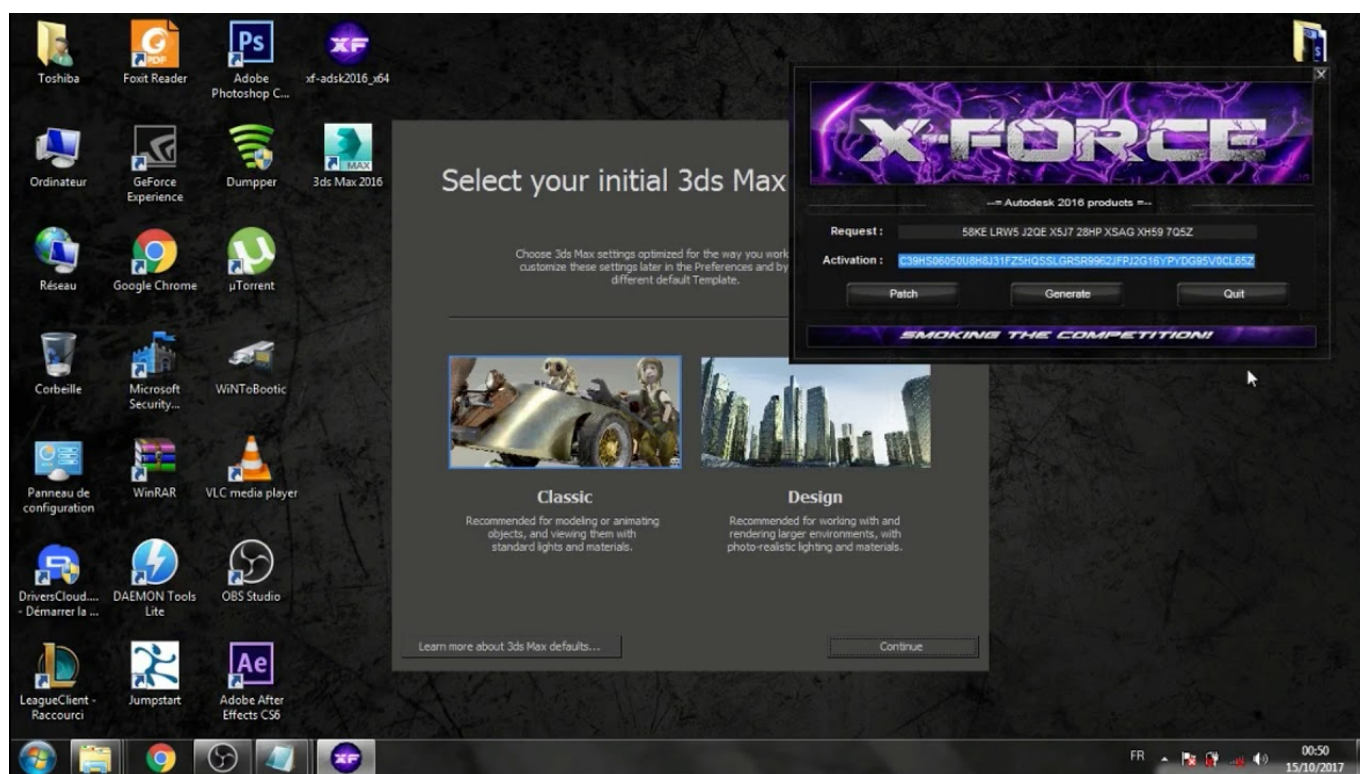 Toshiba
Foxit Reader
Adobe
Photoshop C...
xf-adsk2016_x64
Ordinateur
GeForce
Experience
Dumpper
3ds Max 2016
Réseau
Google Chrome
µTorrent
Corbeille
Microsoft
Security...
WiNToBootic
Panneau de
configuration
WinRAR
VLC media player
DriversCloud....
- Démarrer la ...
DAEMON Tools
Lite
OBS Studio
LeagueClient -
Raccourci
Jumpstart
Adobe After
Effects CS6
Select your initial 3ds Max
Choose 3ds Max settings optimized for the way you work
customize these settings later in the Preferences and by
different default Template.
Classic
Recommended for modeling or animating
objects, and viewing them with
standard lights and materials.
Design
Recommended for working with and
rendering larger environments, with
photo-realistic lighting and materials.
Learn more about 3ds Max defaults...
Continue
X-FORCE
--= Autodesk 2016 products =--
Request :
58KE LRW5 J2QE X5J7 28HP XSAG XH59 7Q5Z
Activation :
Patch
Generate
Quit
SMOKING THE COMPETITION!
FR
00:50
15/10/2017